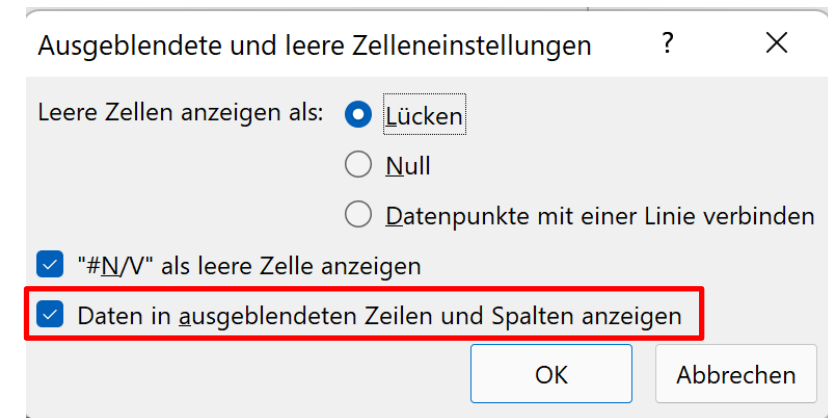 Ausgeblendete und leere Zelleneinstellungen ? ×
Leere Zellen anzeigen als: Lücken
Null
Datenpunkte mit einer Linie verbinden
"#N/V" als leere Zelle anzeigen
Daten in ausgeblendeten Zeilen und Spalten anzeigen
OK Abbrechen